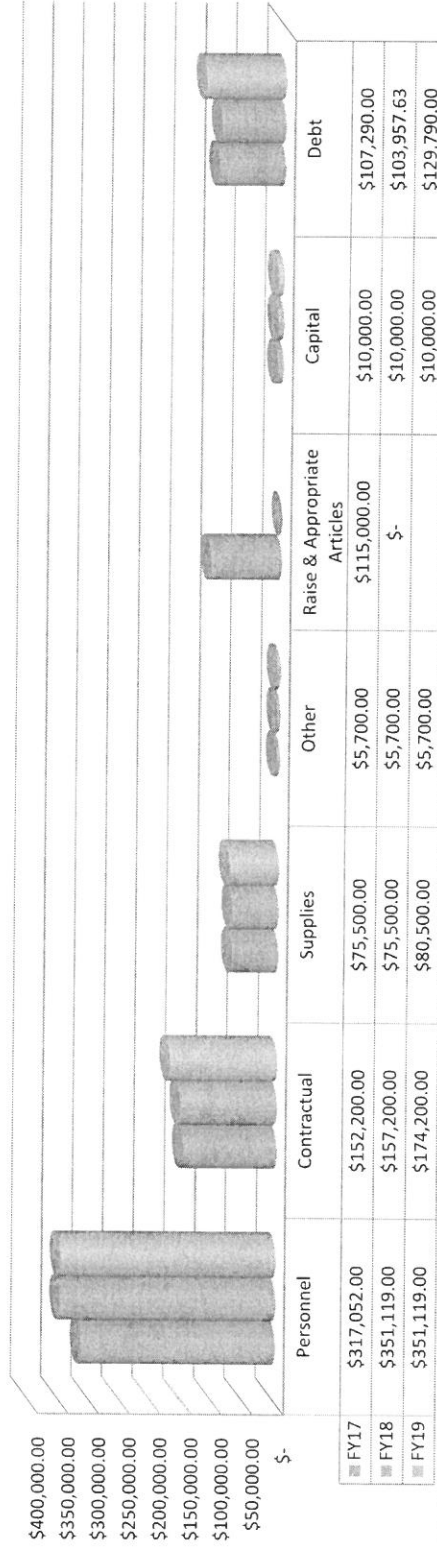 $400,000.00
$350,000.00
$300,000.00
$250,000.00
$200,000.00
$150,000.00
$100,000.00
$50,000.00
$-
Personnel Contractual Supplies Other Raise & Appropriate Articles Capital Debt
FY17 $317,052.00 $152,200.00 $75,500.00 $5,700.00 $115,000.00 $10,000.00 $107,290.00
FY18 $351,119.00 $157,200.00 $75,500.00 $5,700.00 $- $10,000.00 $103,957.63
FY19 $351,119.00 $174,200.00 $80,500.00 $5,700.00 $10,000.00 $129,790.00